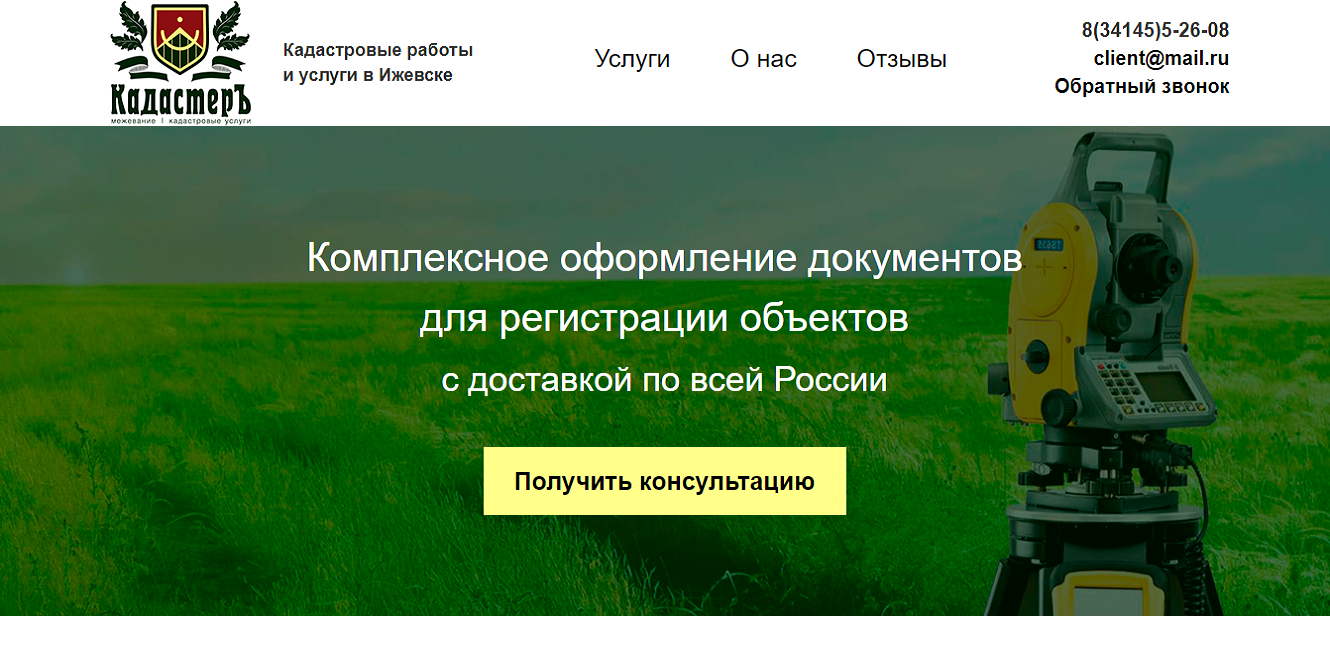 КадастерЪ
межевание | кадастровые услуги
Кадастровые работы
и услуги в Ижевске
Услуги
О нас
Отзывы
8(34145)5-26-08
client@mail.ru
Обратный звонок
Комплексное оформление документов
для регистрации объектов
с доставкой по всей России
Получить консультацию